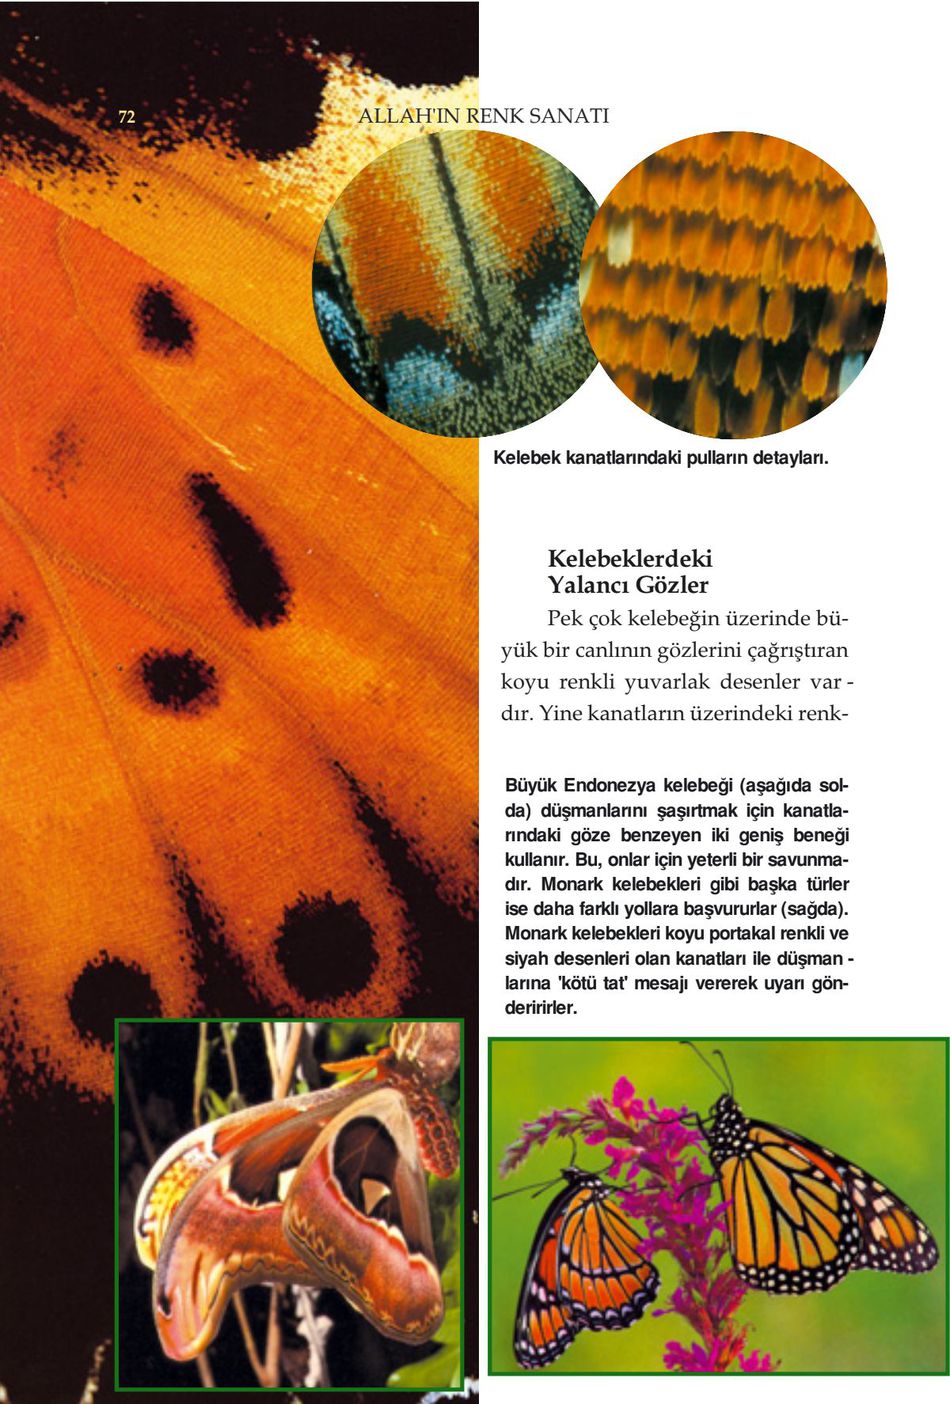 72
ALLAH'IN RENK SANATI
Kelebek kanatlarındaki pulların detayları.
Kelebeklerdeki
Yalancı Gözler
Pek çok kelebeğin üzerinde bü-
yük bir canlının gözlerini çağrıştıran
koyu renkli yuvarlak desenler var -
dır. Yine kanatların üzerindeki renk-
Büyük Endonezya kelebeği (aşağıda sol-
da) düşmanlarını şaşırtmak için kanatla-
rındaki göze benzeyen iki geniş beneği
kullanır. Bu, onlar için yeterli bir savunma-
dır. Monark kelebekleri gibi başka türler
ise daha farklı yollara başvururlar (sağda).
Monark kelebekleri koyu portakal renkli ve
siyah desenleri olan kanatları ile düşman -
larına 'kötü tat' mesajı vererek uyarı gön-
deririrler.